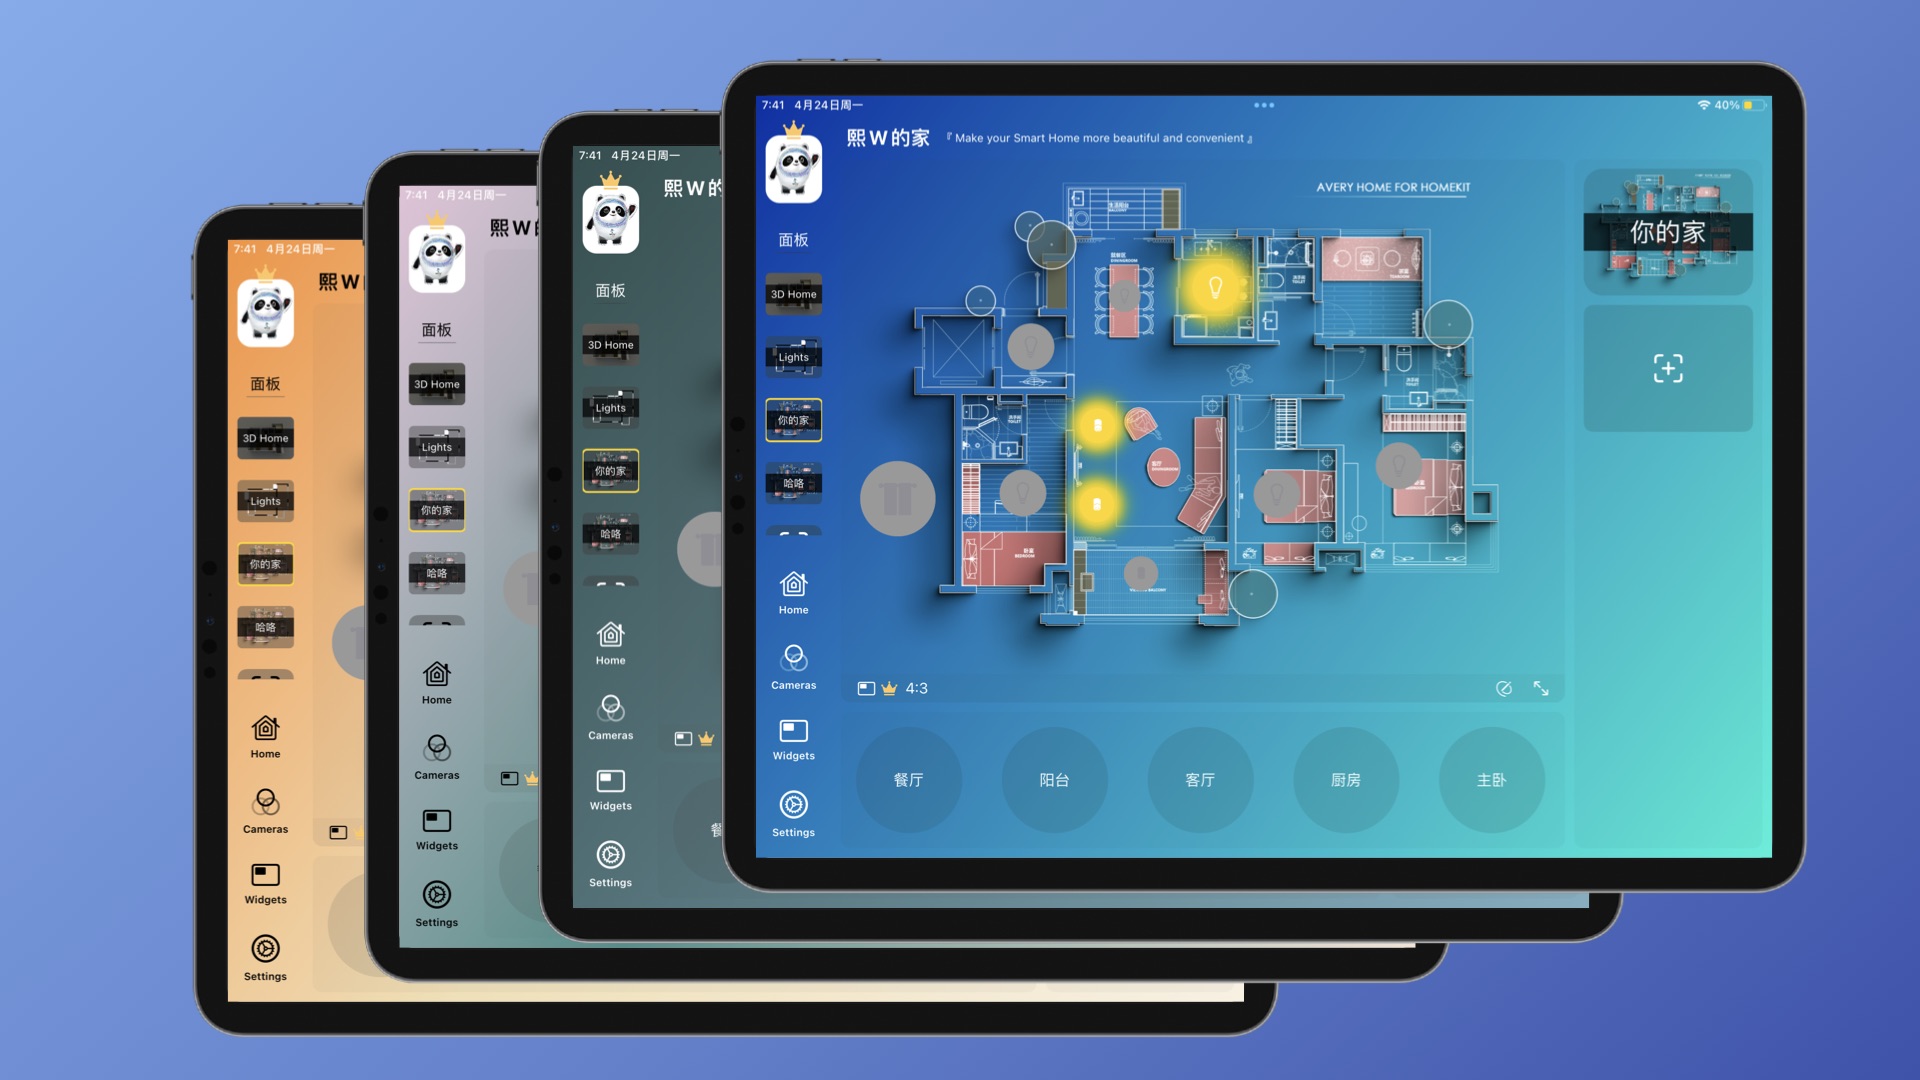 7:41 4月24日周一
40%
熙W的家
『 Make your Smart Home more beautiful and convenient 』
面板
3D Home
Lights
你的家
哈咯
Home
Cameras
Widgets
Settings
AVERY HOME FOR HOMEKIT
你的家
4:3
餐厅
阳台
客厅
厨房
主卧
7:41 4月24日周一
熙W的
面板
3D Home
Lights
你的家
哈咯
Home
Cameras
Widgets
Settings
餐
7:41 4月24日周一
熙W
面板
3D Home
Lights
你的家
哈咯
Home
Cameras
Widgets
Settings
7:41 4月24日周一
熙W
面板
3D Home
Lights
你的家
哈咯
Home
Cameras
Widgets
Settings